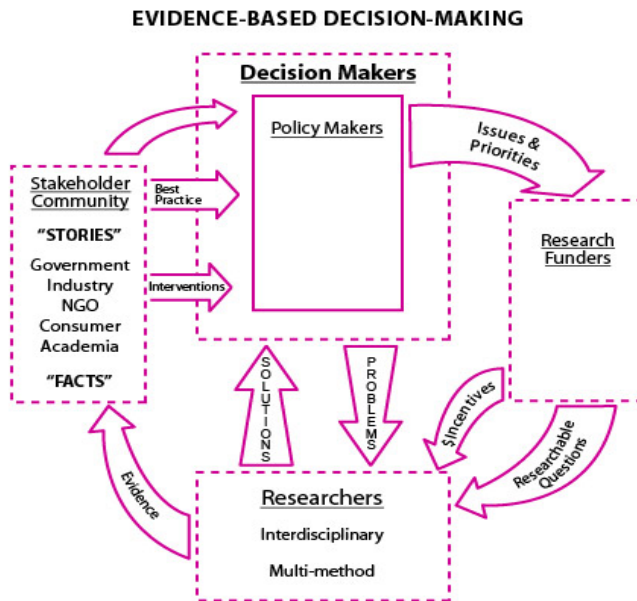 EVIDENCE-BASED DECISION-MAKING
Decision Makers
Policy Makers
Issues &
Priorities
Stakeholder
Community
"STORIES"
Government
Industry
NGO
Consumer
Academia
"FACTS"
Best
Practice
Interventions
Research
Funders
SOLUTIONS
PROBLEMS
$Incentives
Researchable
Questions
Evidence
Researchers
Interdisciplinary
Multi-method